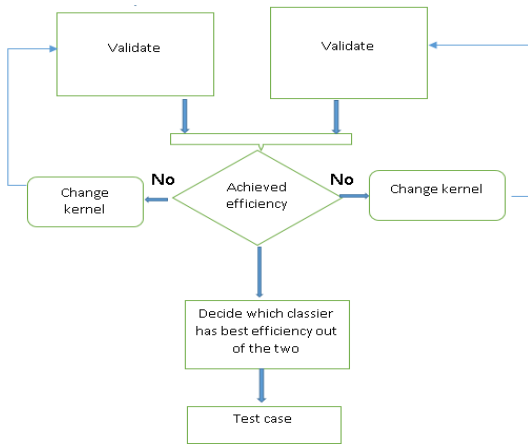 Validate
Validate
No
Achieved
efficiency
No
Change
kernel
Change kernel
Decide which classier
has best efficiency out
of the two
Test case